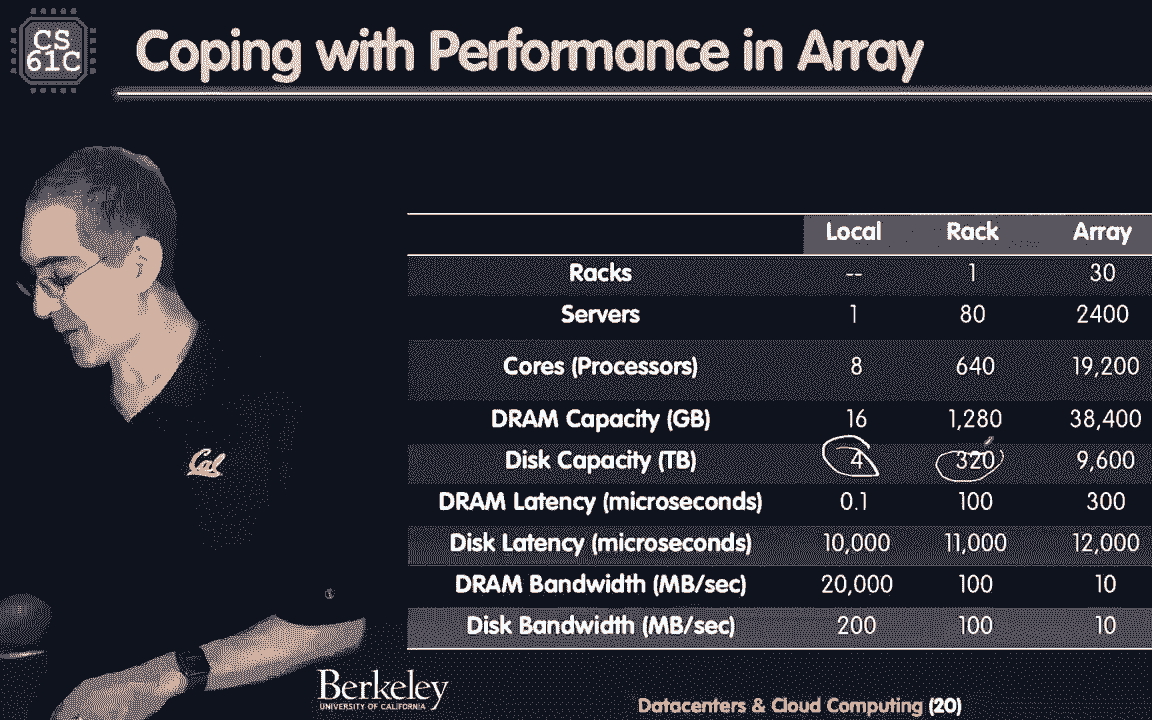 CS
61C
Coping with Performance in Array
Local Rack Array
Racks -- 1 30
Servers 1 80 2400
Cores (Processors) 8 640 19,200
DRAM Capacity (GB) 16 1,280 38,400
Disk Capacity (TB) 4 320 9,600
DRAM Latency (microseconds) 0.1 100 300
Disk Latency (microseconds) 10,000 11,000 12,000
DRAM Bandwidth (MB/sec) 20,000 100 10
Disk Bandwidth (MB/sec) 200 100 10
Cal
Berkeley
UNIVERSITY OF CALIFORNIA
Datacenters & Cloud Computing (20)